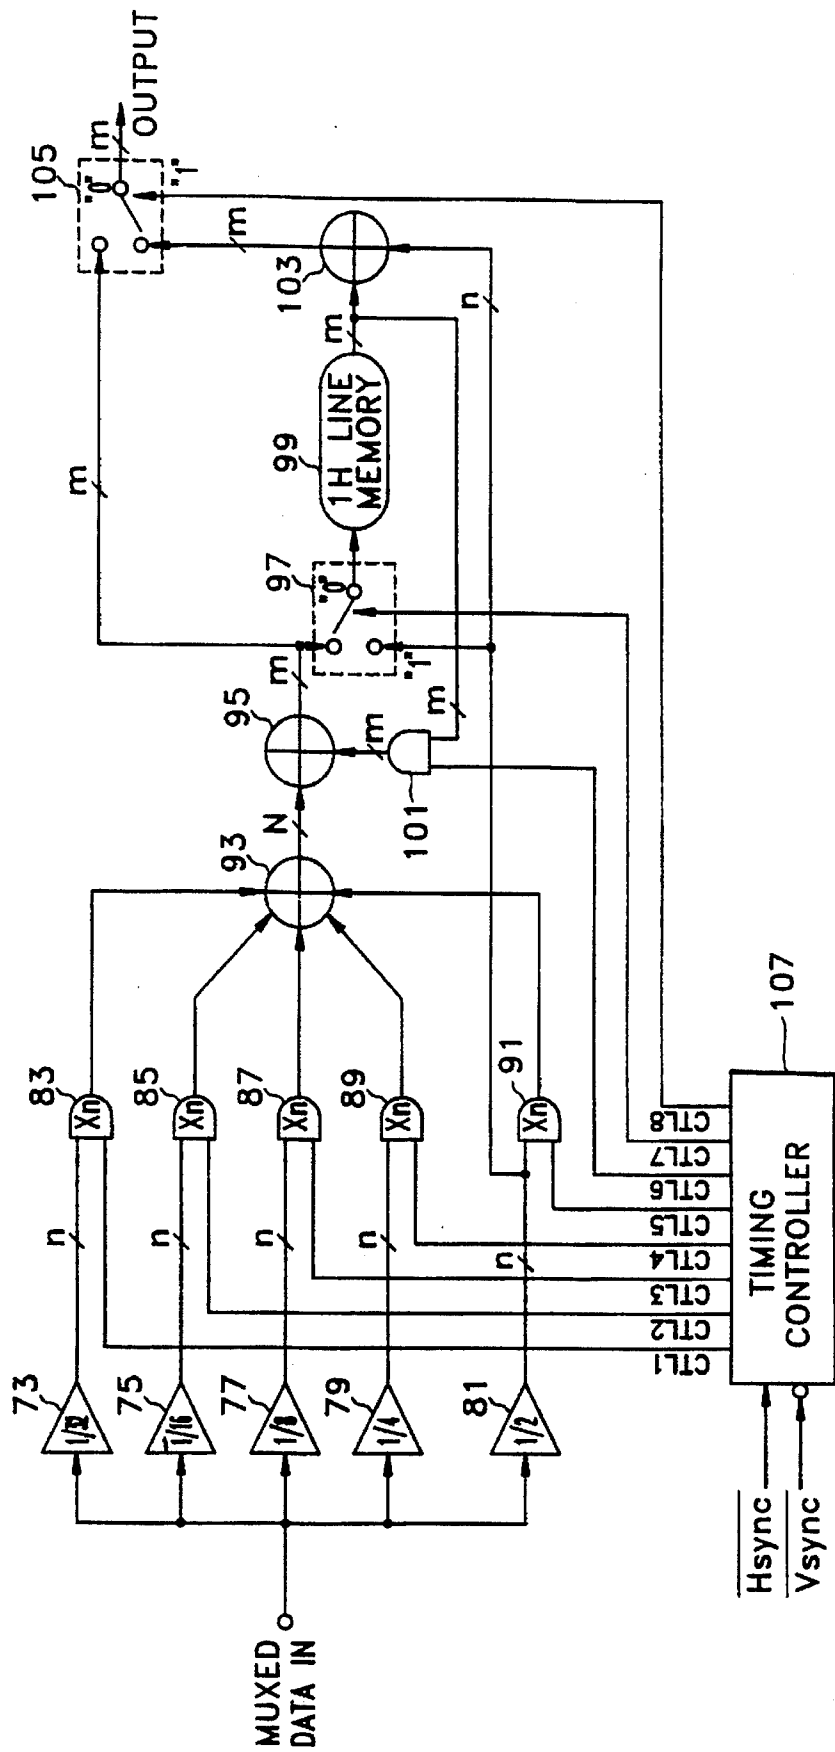 MUXED
DATA IN
73
1/32
75
1/16
77
1/8
79
1/4
81
1/2
n
n
n
n
n
83
Xn
85
Xn
87
Xn
89
Xn
91
Xn
93
N
95
m
m
101
m
97
"0"
"1"
99
1H LINE
MEMORY
m
103
m
n
m
105
"0"
"1"
m
OUTPUT
Hsync
Vsync
TIMING
CONTROLLER
107
CTL1
CTL2
CTL3
CTL4
CTL5
CTL6
CTL7
CTL8